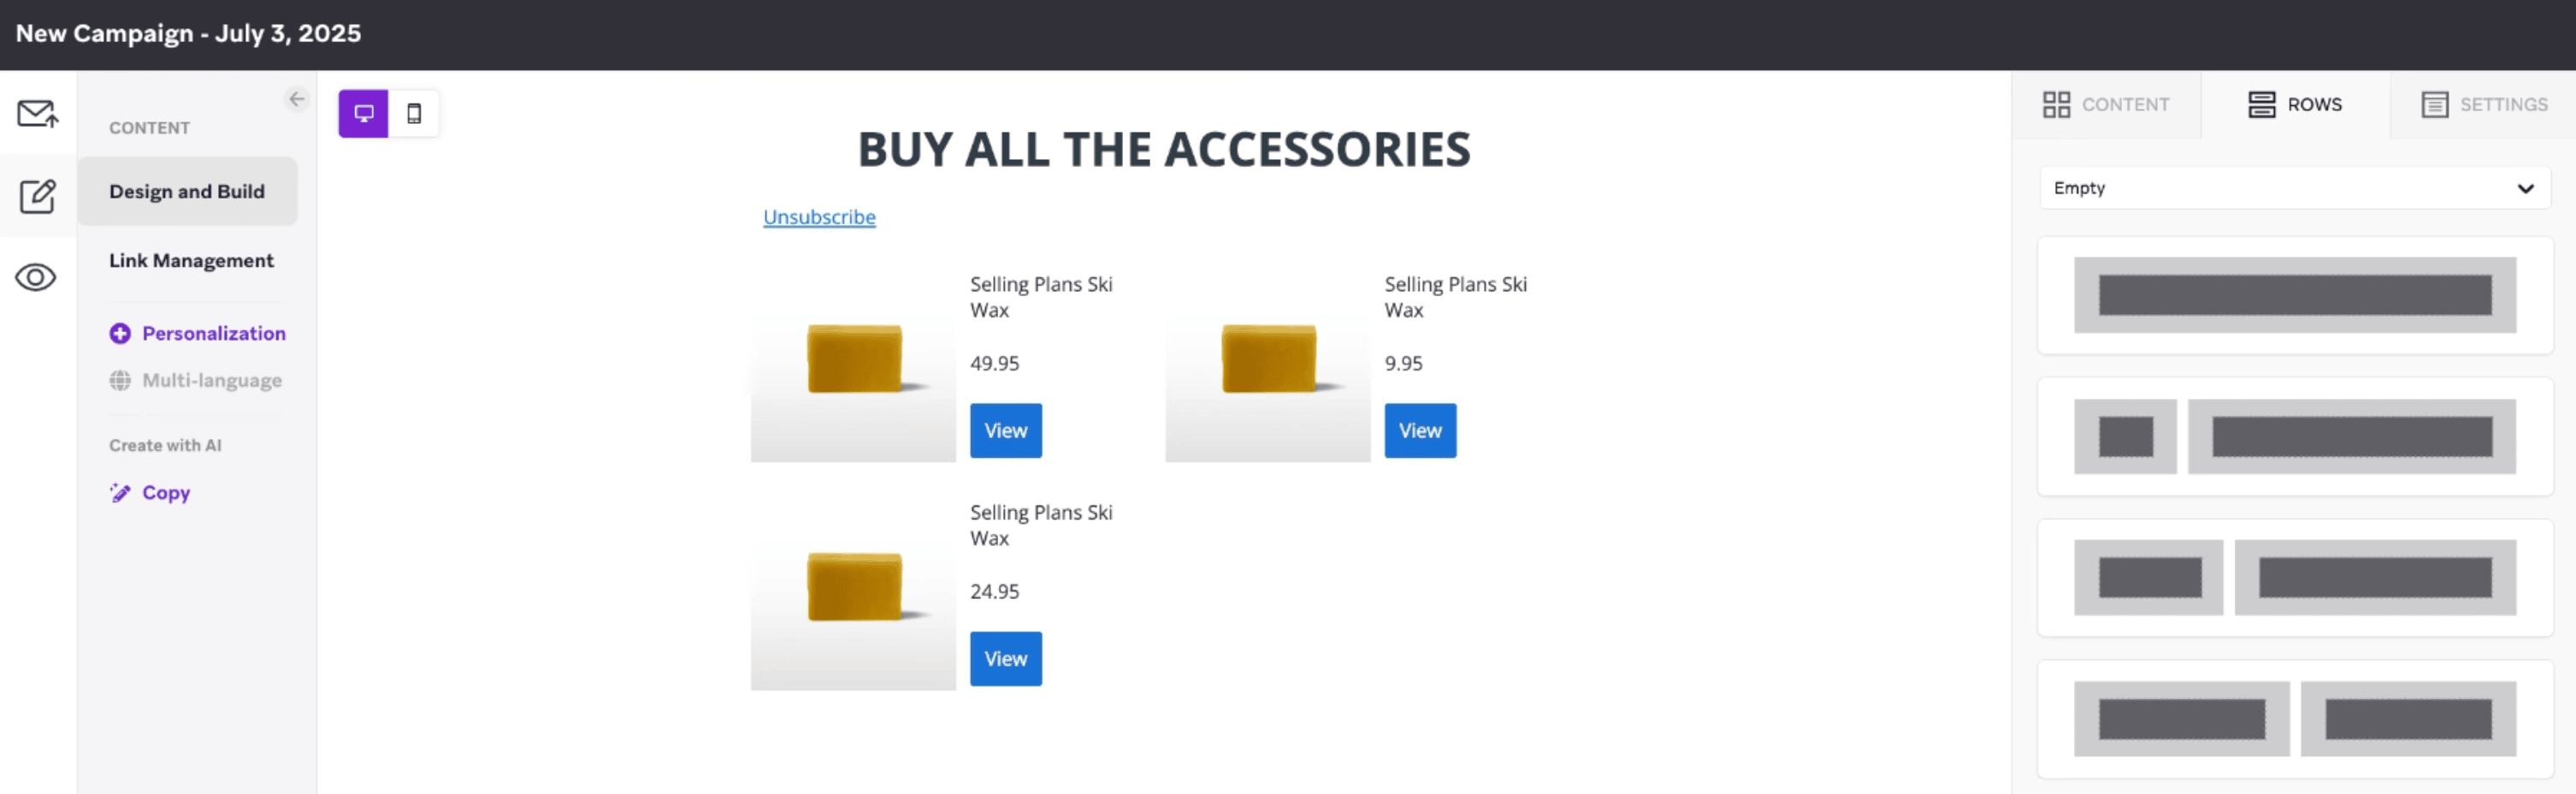 New Campaign - July 3, 2025
CONTENT
Design and Build
Link Management
Personalization
Multi-language
Create with AI
Copy
BUY ALL THE ACCESSORIES
Unsubscribe
Selling Plans Ski
Wax
49.95
View
Selling Plans Ski
Wax
9.95
View
Selling Plans Ski
Wax
24.95
View
CONTENT
ROWS
SETTINGS
Empty